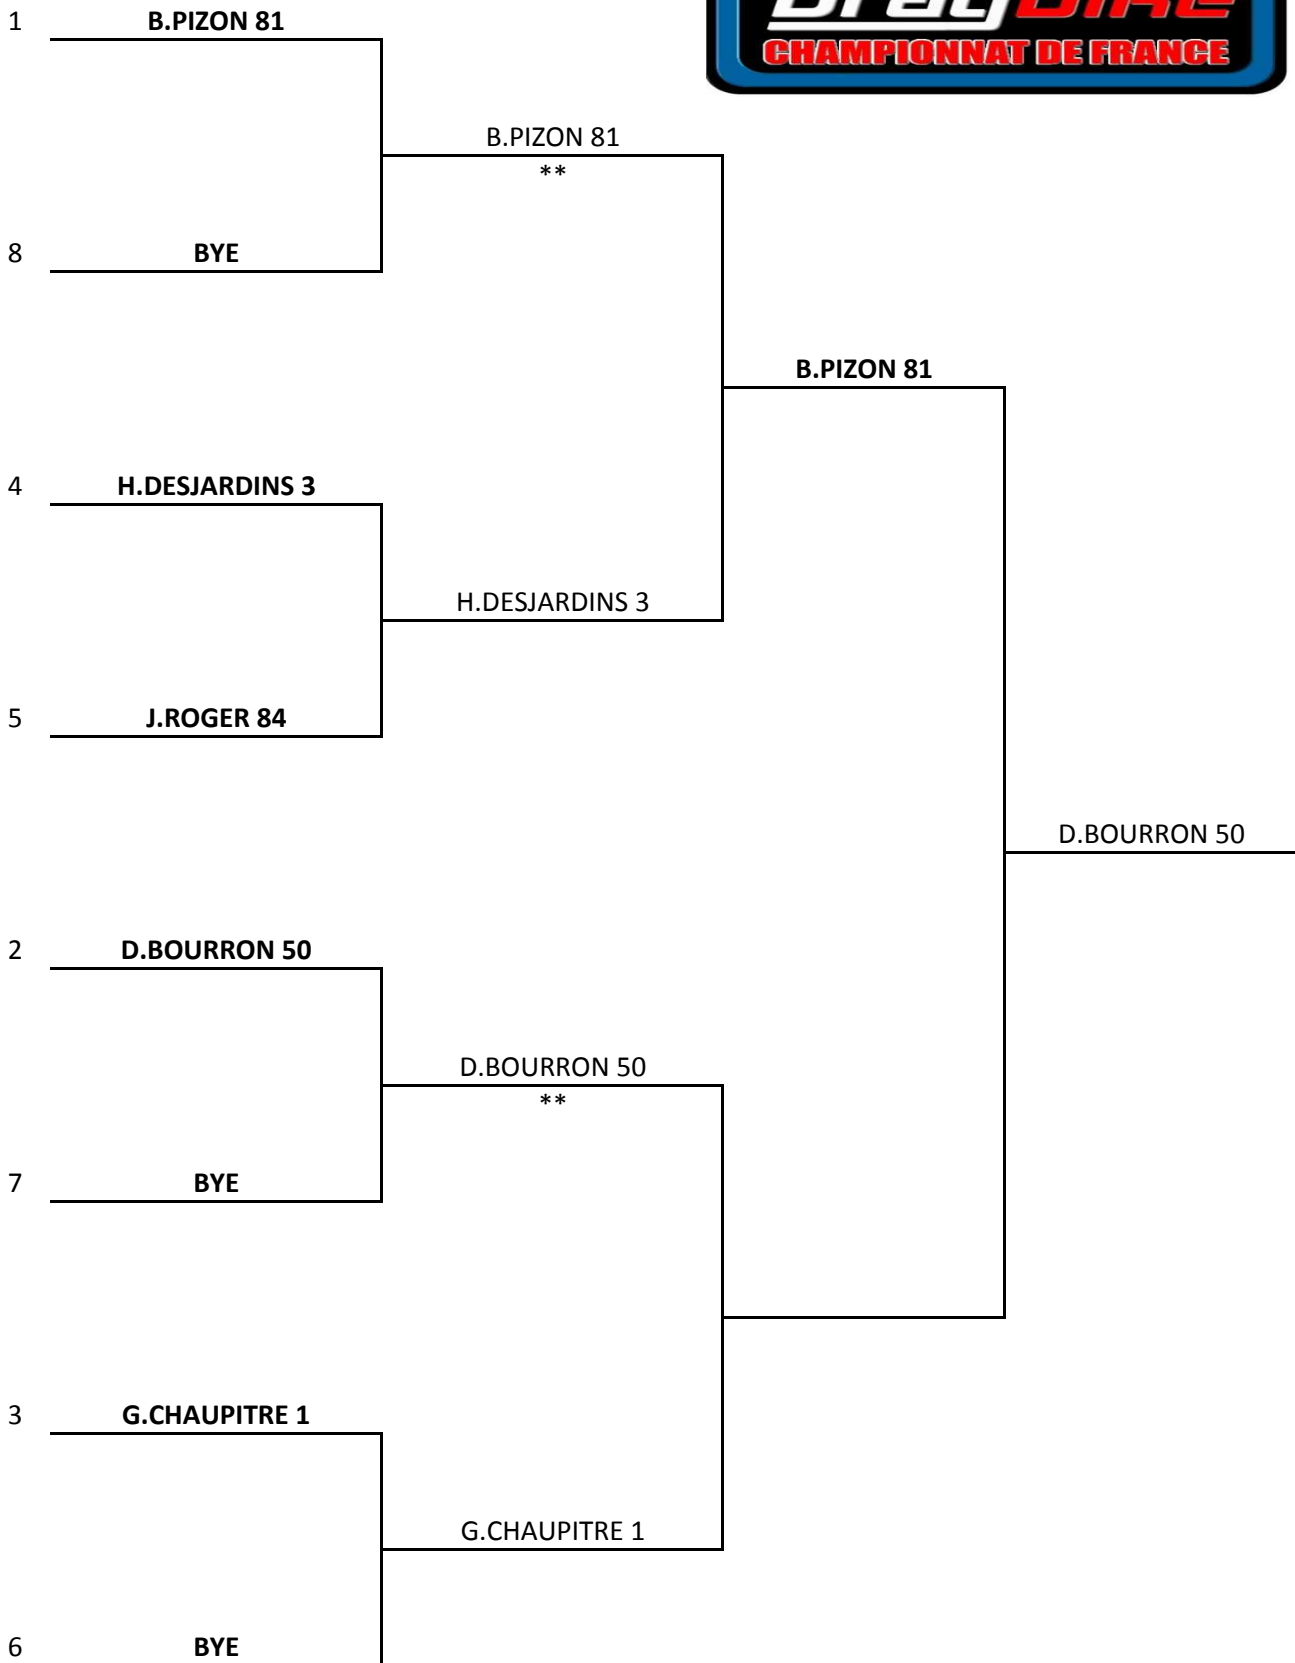 DragBike
CHAMPIONNAT DE FRANCE
1 B.PIZON 81
B.PIZON 81
**
8 BYE
B.PIZON 81
4 H.DESJARDINS 3
H.DESJARDINS 3
5 J.ROGER 84
D.BOURRON 50
2 D.BOURRON 50
D.BOURRON 50
**
7 BYE
3 G.CHAUPITRE 1
G.CHAUPITRE 1
6 BYE